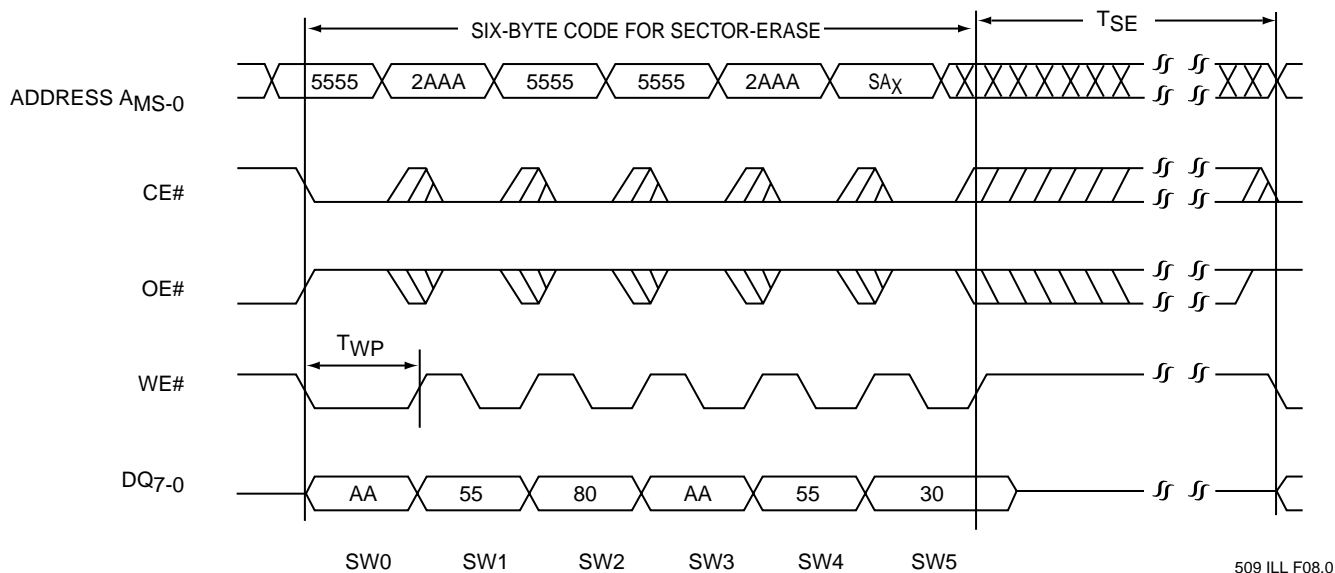 SIX-BYTE CODE FOR SECTOR-ERASE TSE
ADDRESS AMS-0 5555 2AAA 5555 5555 2AAA SAX
CE#
OE#
TWP
WE#
DQ7-0 AA 55 80 AA 55 30
SW0 SW1 SW2 SW3 SW4 SW5
509 ILL F08.0